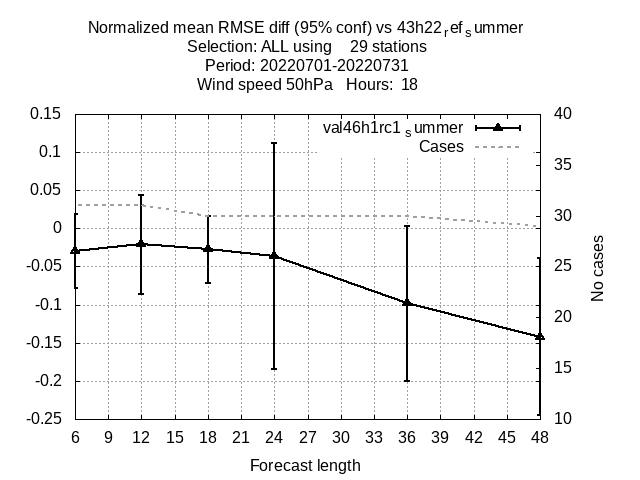 Normalized mean RMSE diff (95% conf) vs 43h22refsummer
Selection: ALL using 29 stations
Period: 20220701-20220731
Wind speed 50hPa Hours: 18
0.15
0.1
0.05
0
-0.05
-0.1
-0.15
-0.2
-0.25
val46h1rc1summer
Cases
40
35
30
25
20
15
10
No cases
6 9 12 15 18 21 24 27 30 33 36 39 42 45 48
Forecast length